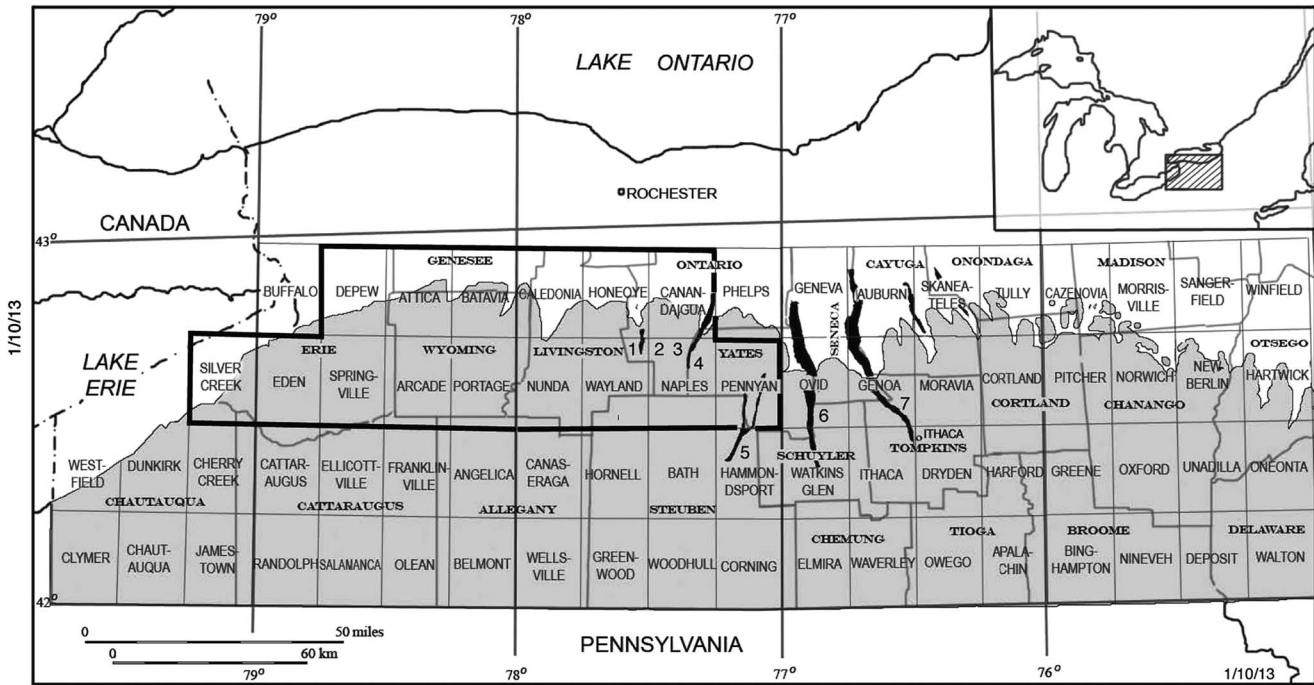 79°
78°
77°
LAKE ONTARIO
ROCHESTER
CANADA
43°
GENESEE
ONTARIO
CAYUGA
ONONDAGA
MADISON
BUFFALO
DEPEW
ATTICA
BATAVIA
CALEDONIA
HONEOYE
CANAN-
DAIGUA
PHELPS
GENEVA
AUBURN
SKANEA-
TELES
TULLY
CAZENOVIA
MORRIS-
VILLE
SANGER-
FIELD
WINFIELD
1/10/13
LAKE
ERIE
ERIE
WYOMING
LIVINGSTON
1
2
3
4
YATES
SENECA
OTSEGO
SILVER
CREEK
EDEN
SPRING-
VILLE
ARCADE
PORTAGE
NUNDA
WAYLAND
NAPLES
PENNYAN
OVID
GENOA
MORAVIA
CORTLAND
PITCHER
NORWICH
NEW
BERLIN
HARTWICK
CORTLAND
CHANANGO
5
6
7
ITHACA
TOMPKINS
SCHUYLER
WEST-
FIELD
DUNKIRK
CHERRY
CREEK
CATTAR-
AUGUS
ELLICOTT-
VILLE
FRANKLIN-
VILLE
ANGELICA
CANAS-
ERAGA
HORNELL
BATH
HAMMON-
DSPORT
WATKINS
GLEN
ITHACA
DRYDEN
HARFORD
GREENE
OXFORD
UNADILLA
ONEONTA
CHAUTAUQUA
CATTARAUGUS
ALLEGANY
STEUBEN
CHEMUNG
TIOGA
BROOME
DELAWARE
CLYMER
CHAUT-
AUQUA
JAMES-
TOWN
RANDOLPH
SALAMANCA
OLEAN
BELMONT
WELLS-
VILLE
GREEN-
WOOD
WOODHULL
CORNING
ELMIRA
WAVERLEY
OWEGO
APALA-
CHIN
BING-
HAMPTON
NINEVEH
DEPOSIT
WALTON
42°
0
50 miles
0
60 km
PENNSYLVANIA
79°
78°
77°
76°
1/10/13